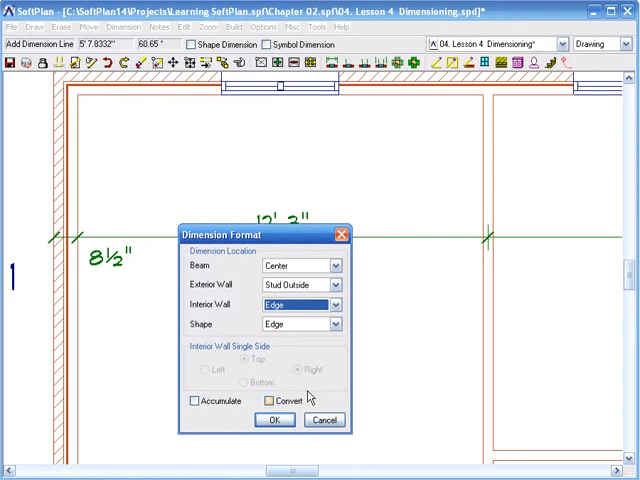 SoftPlan - [C:\SoftPlan14\Projects\Learning SoftPlan.spf\Chapter 02.spf\04. Lesson 4  Dimensioning.spd]*
File Draw Erase Move Dimension Notes Edit Zoom Build Options Misc Tools Help
Add Dimension Line 5' 7.8332" 60.65 ° Shape Dimension Symbol Dimension 04. Lesson 4  Dimensioning* Drawing
12' 3"
8½"
1
Dimension Format
Dimension Location
Beam Center
Exterior Wall Stud Outside
Interior Wall Edge
Shape Edge
Interior Wall Single Side
Top
Left Right
Bottom
Accumulate Convert
OK Cancel